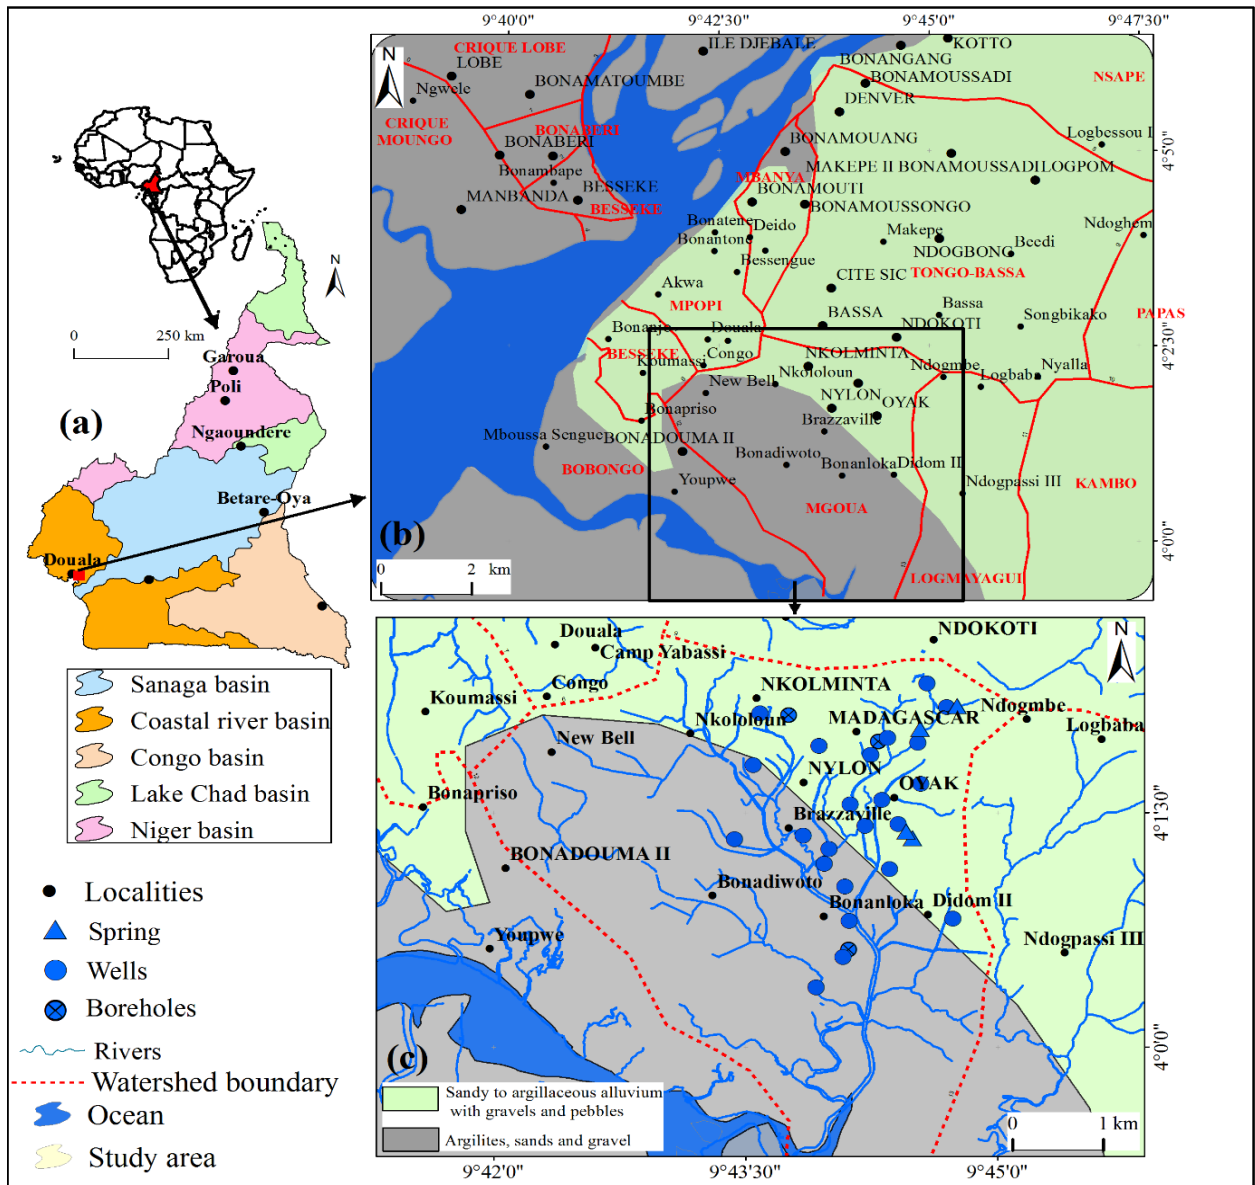 9°40'0"
9°42'30"
9°45'0"
9°47'30"
N
CRIQUE LOBE
ILE DJEBALE
KOTTO
LOBE
BONANGANG
NSAPE
Ngwele
BONAMATOUMBE
BONAMOUSSADI
DENVER
CRIQUE
MOUNGO
BONABERI
BONABERI
BONAMOUANG
Logbessou I
4°5'0"
Bonambape
MAKEPE II
BONAMOUSSADI
LOGPOM
MBANYA
MANBANDA
BESSEKE
BESSEKE
BONAMOUTI
BONAMOUSSONGO
Bonatene
Deido
Makepe
Ndoghem
Bonantone
NDOGBONG
Beedi
Bessengue
CITE SIC
TONGO-BASSA
Akwa
MPOPI
Bassa
Songbikako
PAPAS
Bonanjo
Douala
BASSA
NDOKOTI
4°2'30"
BESSEKE
Congo
NKOLMINTA
Koumassi
Nkololoun
Ndogmbe
Nyalla
New Bell
Logbaba
NYLON
OYAK
Bonapriso
Brazzaville
Mboussa Sengue
BONADOUMA II
BOBONGO
Bonadiwoto
Bonanloka
Didom II
Youpwe
Ndogpassi III
KAMBO
MGOUA
(b)
4°0'0"
0 2 km
LOGMAYAGUI
N
0 250 km
Garoua
Poli
(a)
Ngaoundere
Betare-Oya
Douala
Sanaga basin
Coastal river basin
Congo basin
Lake Chad basin
Niger basin
Localities
Spring
Wells
Boreholes
Rivers
Watershed boundary
Ocean
Study area
N
Douala
NDOKOTI
Camp Yabassi
Koumassi
Congo
NKOLMINTA
Nkololoun
MADAGASCAR
Ndogmbe
Logbaba
New Bell
NYLON
OYAK
Bonapriso
Brazzaville
4°1'30"
BONADOUMA II
Bonadiwoto
Bonanloka
Didom II
Youpwe
Ndogpassi III
(c)
4°0'0"
Sandy to argillaceous alluvium
with gravels and pebbles
Argilites, sands and gravel
0 1 km
9°42'0"
9°43'30"
9°45'0"